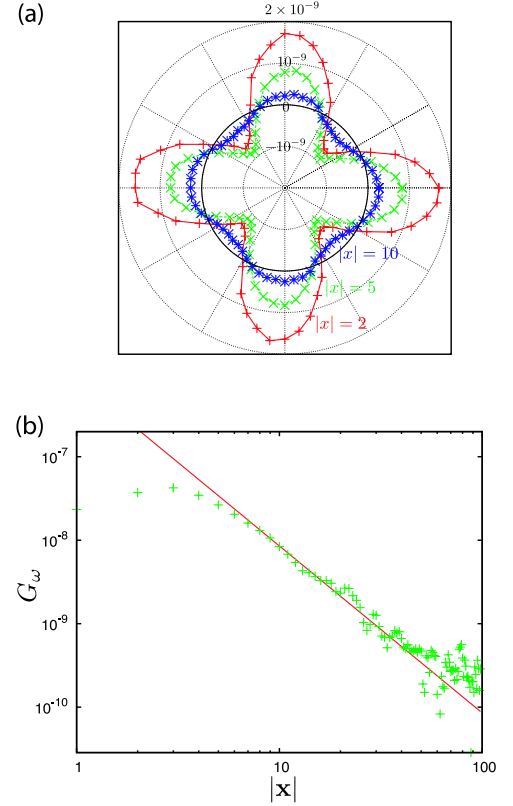 (a)
2 × 10⁻⁹
10⁻⁹
0
−10⁻⁹
|x| = 10
|x| = 5
|x| = 2
(b)
10⁻⁷
10⁻⁸
10⁻⁹
10⁻¹⁰
G_ω
1 10 100
|x|